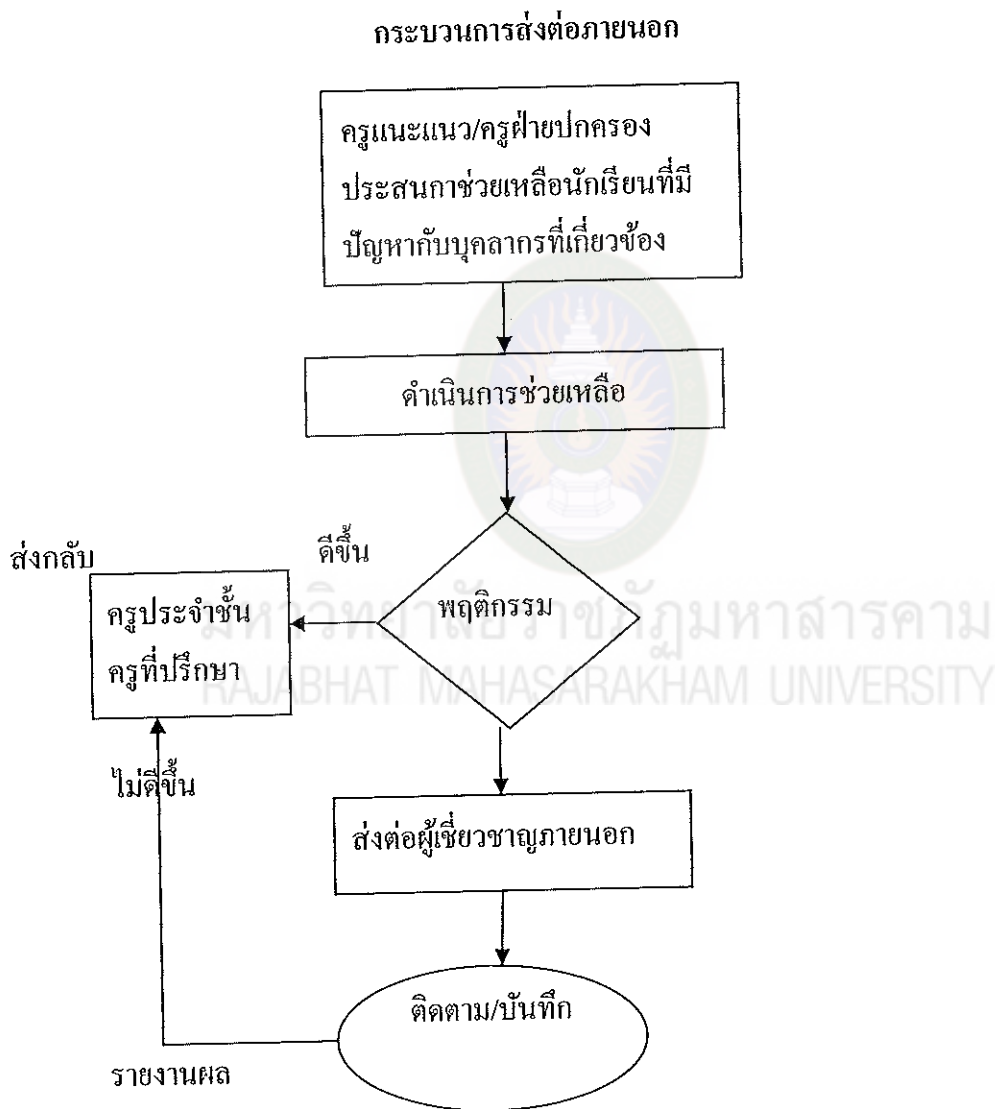 กระบวนการส่งต่อภายนอก
ครูแนะแนว/ครูฝ่ายปกครอง
ประสนกาช่วยเหลือนักเรียนที่มี
ปัญหากับบุคลากรที่เกี่ยวข้อง
ดำเนินการช่วยเหลือ
ส่งกลับ
ดีขึ้น
ครูประจำชั้น
ครูที่ปรึกษา
พฤติกรรม
มหาวิทยาลัยราชภัฏมหาสารคาม
RAJABHAT MAHASARAKHAM UNIVERSITY
ไม่ดีขึ้น
ส่งต่อผู้เชี่ยวชาญภายนอก
ติดตาม/บันทึก
รายงานผล